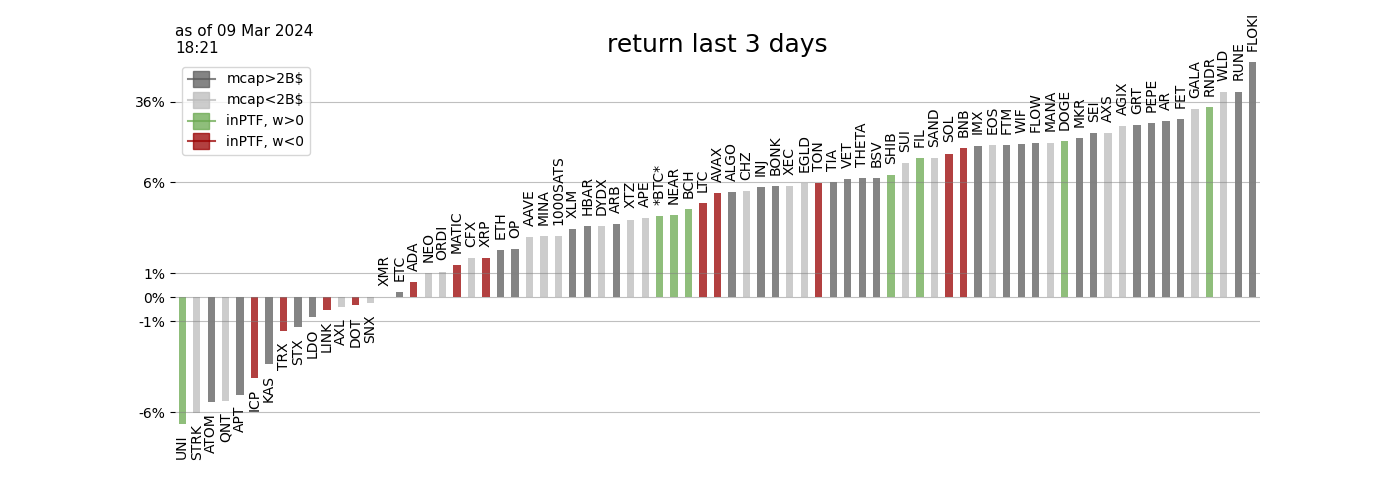 as of 09 Mar 2024
18:21
return last 3 days
mcap>2B$
mcap<2B$
inPTF, w>0
inPTF, w<0
36%
6%
1%
0%
-1%
-6%
UNI
STRK
ATOM
QNT
APT
ICP
KAS
TRX
STX
LDO
LINK
AXL
DOT
SNX
XMR
ETC
ADA
NEO
ORDI
MATIC
CFX
XRP
ETH
OP
AAVE
MINA
1000SATS
XLM
HBAR
DYDX
ARB
XTZ
APE
*BTC*
NEAR
BCH
LTC
AVAX
ALGO
CHZ
INJ
BONK
XEC
EGLD
TON
TIA
VET
THETA
BSV
SHIB
SUI
FIL
SAND
SOL
BNB
IMX
EOS
FTM
WIF
FLOW
MANA
DOGE
MKR
SEI
AXS
AGIX
GRT
PEPE
AR
FET
GALA
RNDR
WLD
RUNE
FLOKI